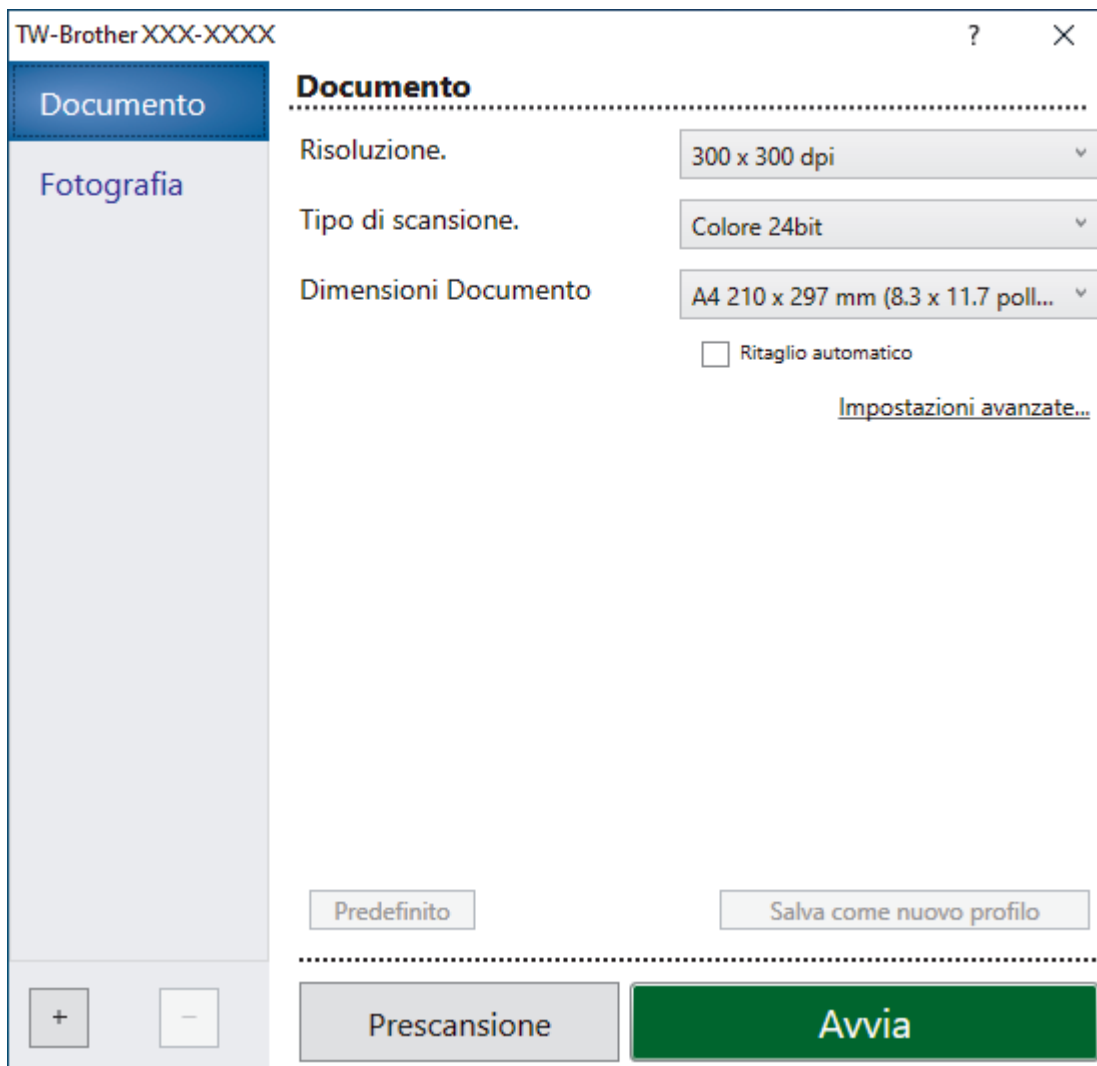 TW-Brother XXX-XXXX
?
Documento
Fotografia
Documento
Risoluzione.
300 x 300 dpi
Tipo di scansione.
Colore 24bit
Dimensioni Documento
A4 210 x 297 mm (8.3 x 11.7 poll...
Ritaglio automatico
Impostazioni avanzate...
Predefinito
Salva come nuovo profilo
+
−
Prescansione
Avvia